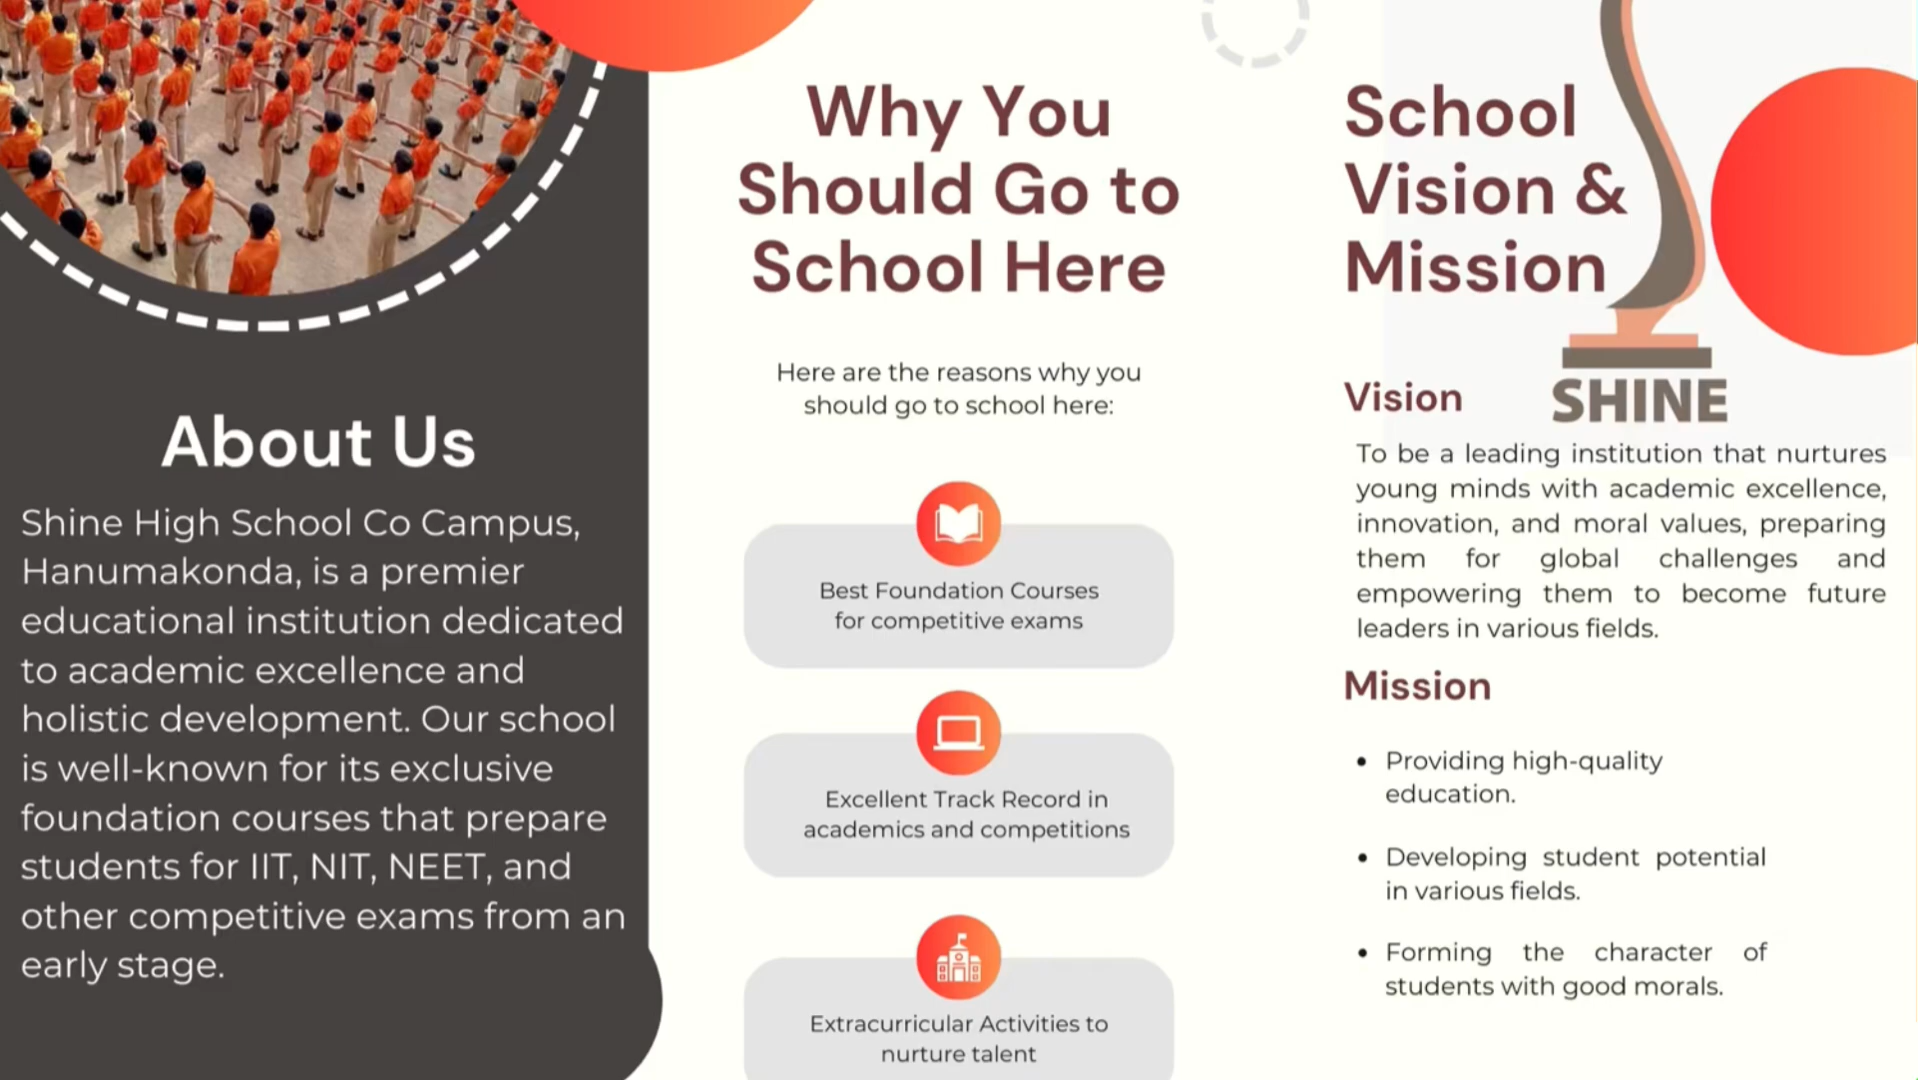 About Us
Shine High School Co Campus,
Hanumakonda, is a premier
educational institution dedicated
to academic excellence and
holistic development. Our school
is well-known for its exclusive
foundation courses that prepare
students for IIT, NIT, NEET, and
other competitive exams from an
early stage.
Why You
Should Go to
School Here
Here are the reasons why you
should go to school here:
Best Foundation Courses
for competitive exams
Excellent Track Record in
academics and competitions
Extracurricular Activities to
nurture talent
School
Vision &
Mission
SHINE
Vision
To be a leading institution that nurtures
young minds with academic excellence,
innovation, and moral values, preparing
them for global challenges and
empowering them to become future
leaders in various fields.
Mission
• Providing high-quality
education.
• Developing student potential
in various fields.
• Forming the character of
students with good morals.